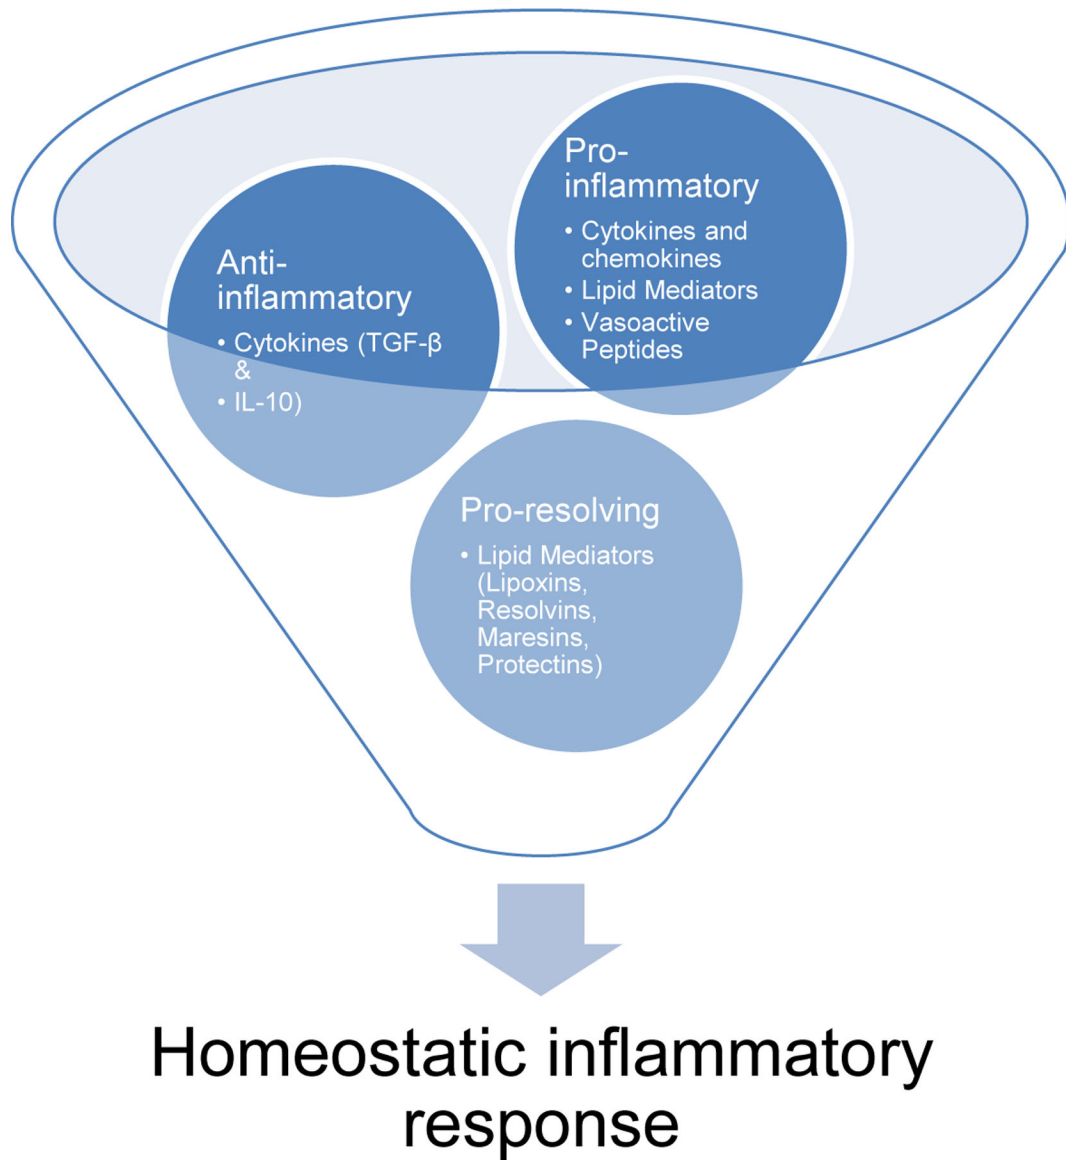 Pro-
inflammatory
• Cytokines and
chemokines
• Lipid Mediators
• Vasoactive
Peptides
Anti-
inflammatory
• Cytokines (TGF-β
&
• IL-10)
Pro-resolving
• Lipid Mediators
(Lipoxins,
Resolvins,
Maresins,
Protectins)
Homeostatic inflammatory
response